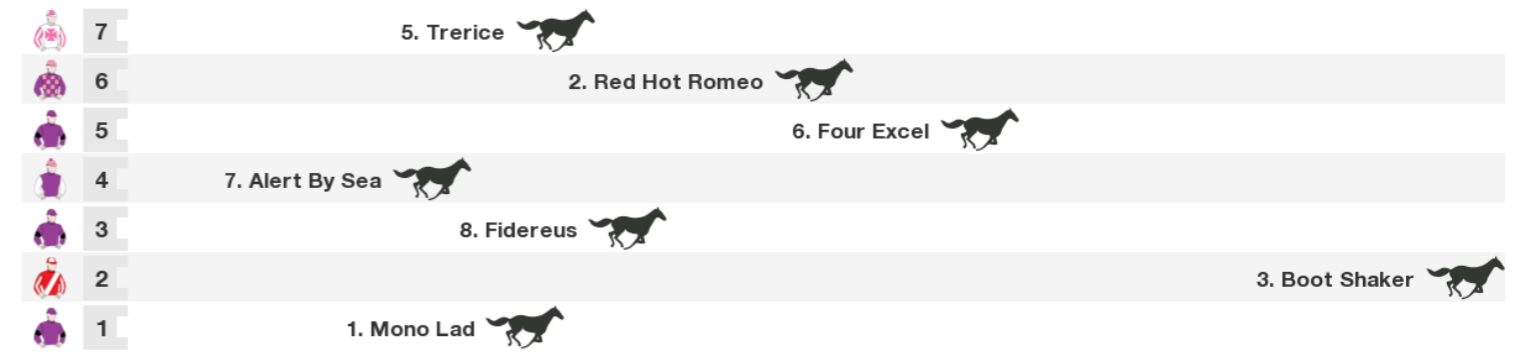 7 5. Trerice
6 2. Red Hot Romeo
5 6. Four Excel
4 7. Alert By Sea
3 8. Fidereus
2 3. Boot Shaker
1 1. Mono Lad